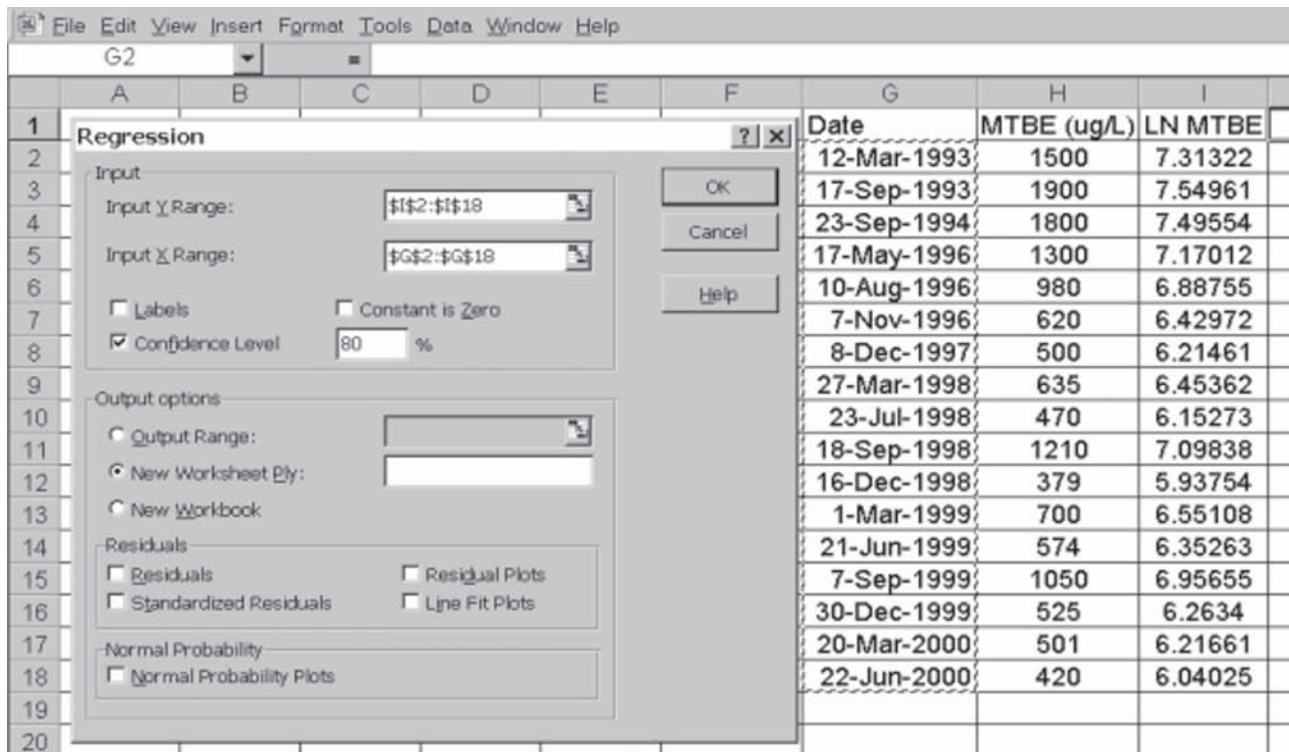 File Edit View Insert Format Tools Data Window Help
G2 =
A B C D E F G H I
1 Date MTBE (ug/L) LN MTBE
2 12-Mar-1993 1500 7.31322
3 17-Sep-1993 1900 7.54961
4 23-Sep-1994 1800 7.49554
5 17-May-1996 1300 7.17012
6 10-Aug-1996 980 6.88755
7 7-Nov-1996 620 6.42972
8 8-Dec-1997 500 6.21461
9 27-Mar-1998 635 6.45362
10 23-Jul-1998 470 6.15273
11 18-Sep-1998 1210 7.09838
12 16-Dec-1998 379 5.93754
13 1-Mar-1999 700 6.55108
14 21-Jun-1999 574 6.35263
15 7-Sep-1999 1050 6.95655
16 30-Dec-1999 525 6.2634
17 20-Mar-2000 501 6.21661
18 22-Jun-2000 420 6.04025
19
20
Regression ?
Input
Input Y Range: $I$2:$I$18
Input X Range: $G$2:$G$18
Labels Constant is Zero
Confidence Level 80 %
OK
Cancel
Help
Output options
Output Range:
New Worksheet Ply:
New Workbook
Residuals
Residuals Residual Plots
Standardized Residuals Line Fit Plots
Normal Probability
Normal Probability Plots